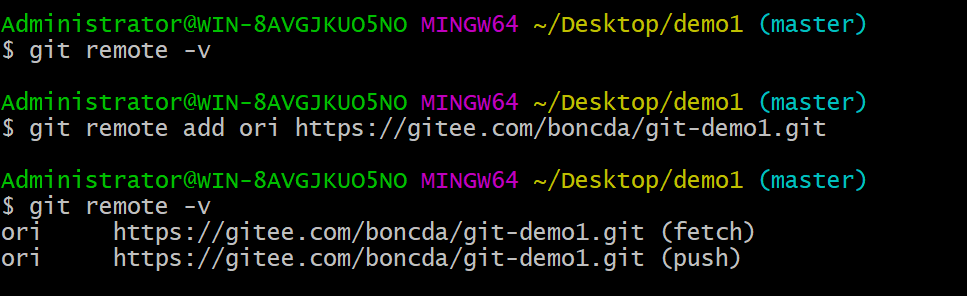 Administrator@WIN-8AVGJKUO5NO MINGW64 ~/Desktop/demo1 (master)
$ git remote -v
Administrator@WIN-8AVGJKUO5NO MINGW64 ~/Desktop/demo1 (master)
$ git remote add ori https://gitee.com/boncda/git-demo1.git
Administrator@WIN-8AVGJKUO5NO MINGW64 ~/Desktop/demo1 (master)
$ git remote -v
ori     https://gitee.com/boncda/git-demo1.git (fetch)
ori     https://gitee.com/boncda/git-demo1.git (push)